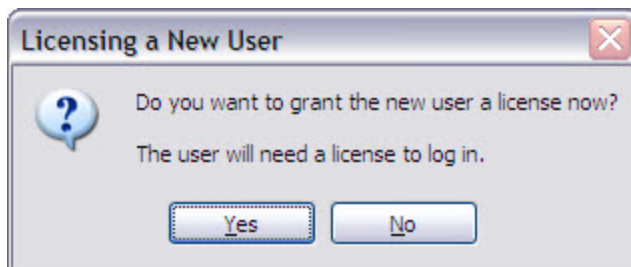 Licensing a New User
Do you want to grant the new user a license now?
The user will need a license to log in.
Yes
No